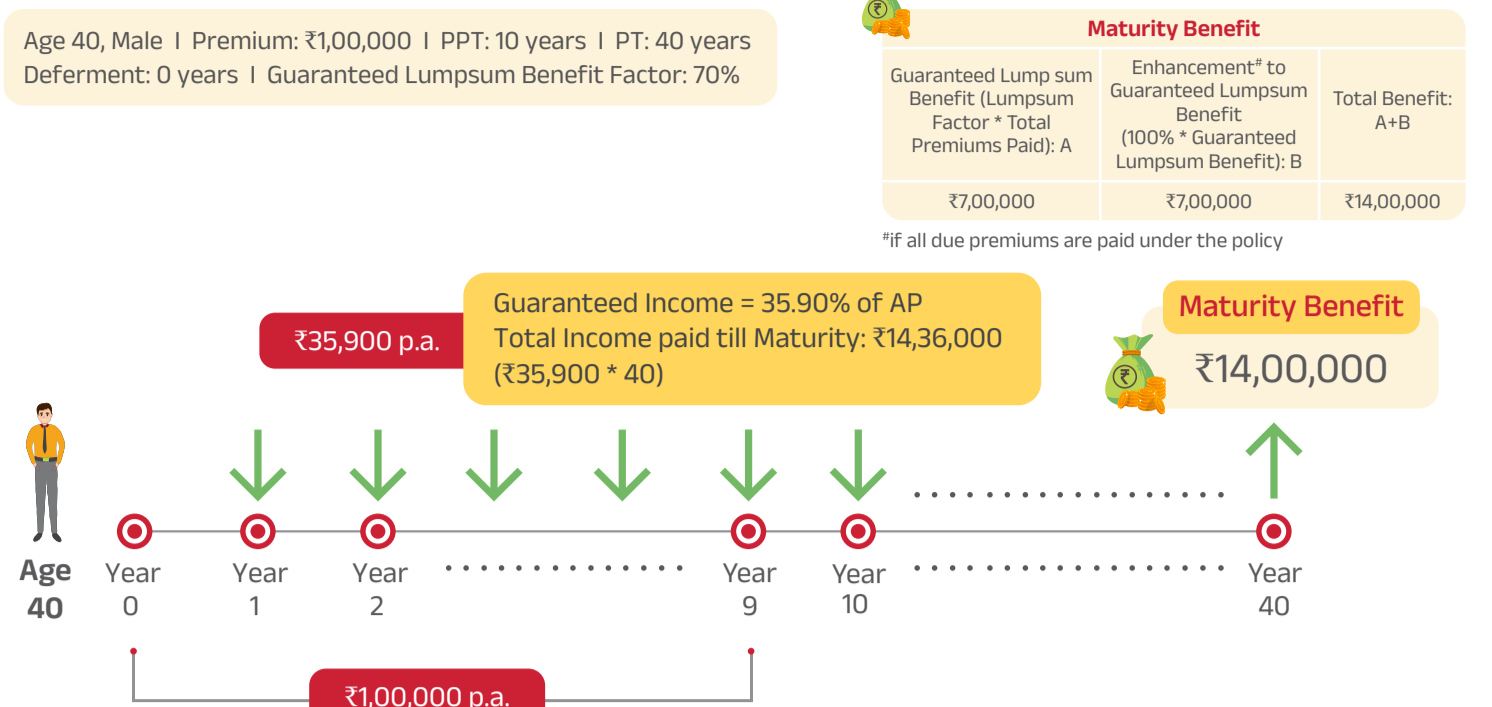 Age 40, Male I Premium: ₹1,00,000 I PPT: 10 years I PT: 40 years
Deferment: 0 years I Guaranteed Lumpsum Benefit Factor: 70%
Maturity Benefit
Guaranteed Lump sum
Benefit (Lumpsum
Factor * Total
Premiums Paid): A
Enhancement# to
Guaranteed Lumpsum
Benefit
(100% * Guaranteed
Lumpsum Benefit): B
Total Benefit:
A+B
₹7,00,000
₹7,00,000
₹14,00,000
#if all due premiums are paid under the policy
₹35,900 p.a.
Guaranteed Income = 35.90% of AP
Total Income paid till Maturity: ₹14,36,000
(₹35,900 * 40)
Maturity Benefit
₹14,00,000
Age
40
Year
0
Year
1
Year
2
Year
9
Year
10
Year
40
₹1,00,000 p.a.